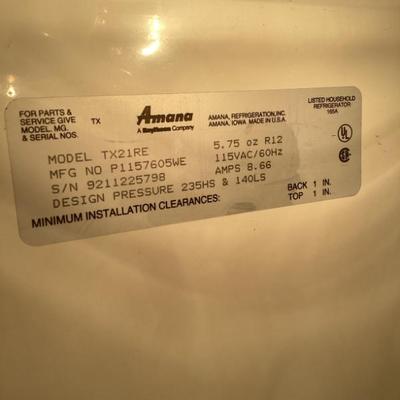 FOR PARTS &
SERVICE GIVE
MODEL, MG.
& SERIAL NOS.
TX
Amana
A Raytheon Company
AMANA, REFRIGERATION, INC.
AMANA, IOWA MADE IN U.S.A.
LISTED HOUSEHOLD
REFRIGERATOR
165A
UL
MODEL TX21RE
MFG NO P1157605WE
S/N 9211225798
5.75 oz R12
115VAC/60Hz
AMPS 8.66
DESIGN PRESSURE 235HS & 140LS
MINIMUM INSTALLATION CLEARANCES:
BACK 1 IN.
TOP 1 IN.